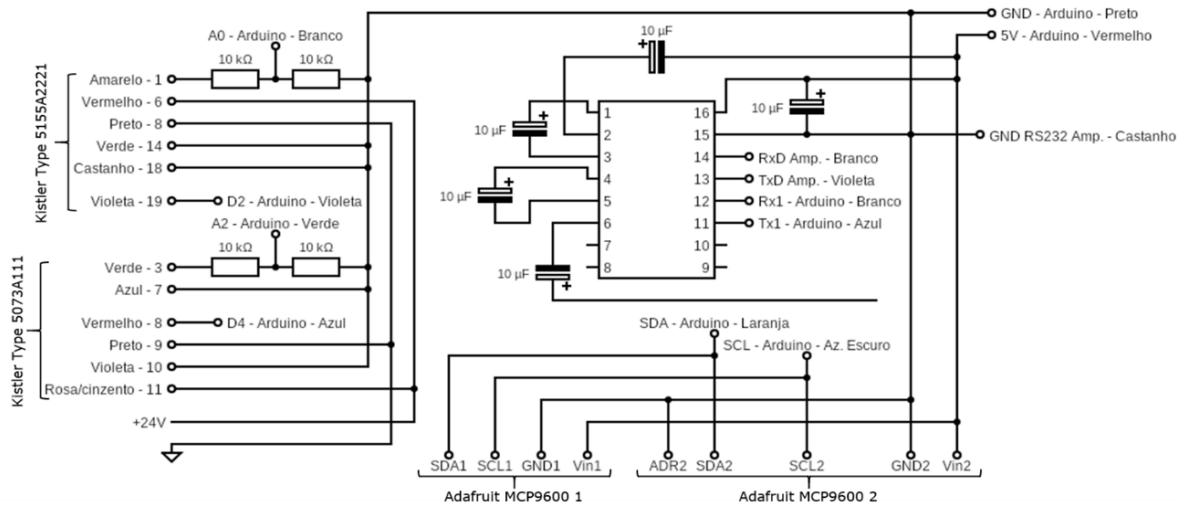 GND - Arduino - Preto
5V - Arduino - Vermelho
A0 - Arduino - Branco
10 kΩ
10 kΩ
10 µF
+
Kistler Type 5155A2221
Amarelo - 1
Vermelho - 6
Preto - 8
Verde - 14
Castanho - 18
Violeta - 19
D2 - Arduino - Violeta
A2 - Arduino - Verde
10 kΩ
10 kΩ
Kistler Type 5073A111
Verde - 3
Azul - 7
Vermelho - 8
D4 - Arduino - Azul
Preto - 9
Violeta - 10
Rosa/cinzento - 11
+24V
10 µF
+
10 µF
+
10 µF
+
1
2
3
4
5
6
7
8
16
15
14
13
12
11
10
9
10 µF
+
GND RS232 Amp. - Castanho
RxD Amp. - Branco
TxD Amp. - Violeta
Rx1 - Arduino - Branco
Tx1 - Arduino - Azul
SDA - Arduino - Laranja
SCL - Arduino - Az. Escuro
SDA1
SCL1
GND1
Vin1
ADR2
SDA2
SCL2
GND2
Vin2
Adafruit MCP9600 1
Adafruit MCP9600 2